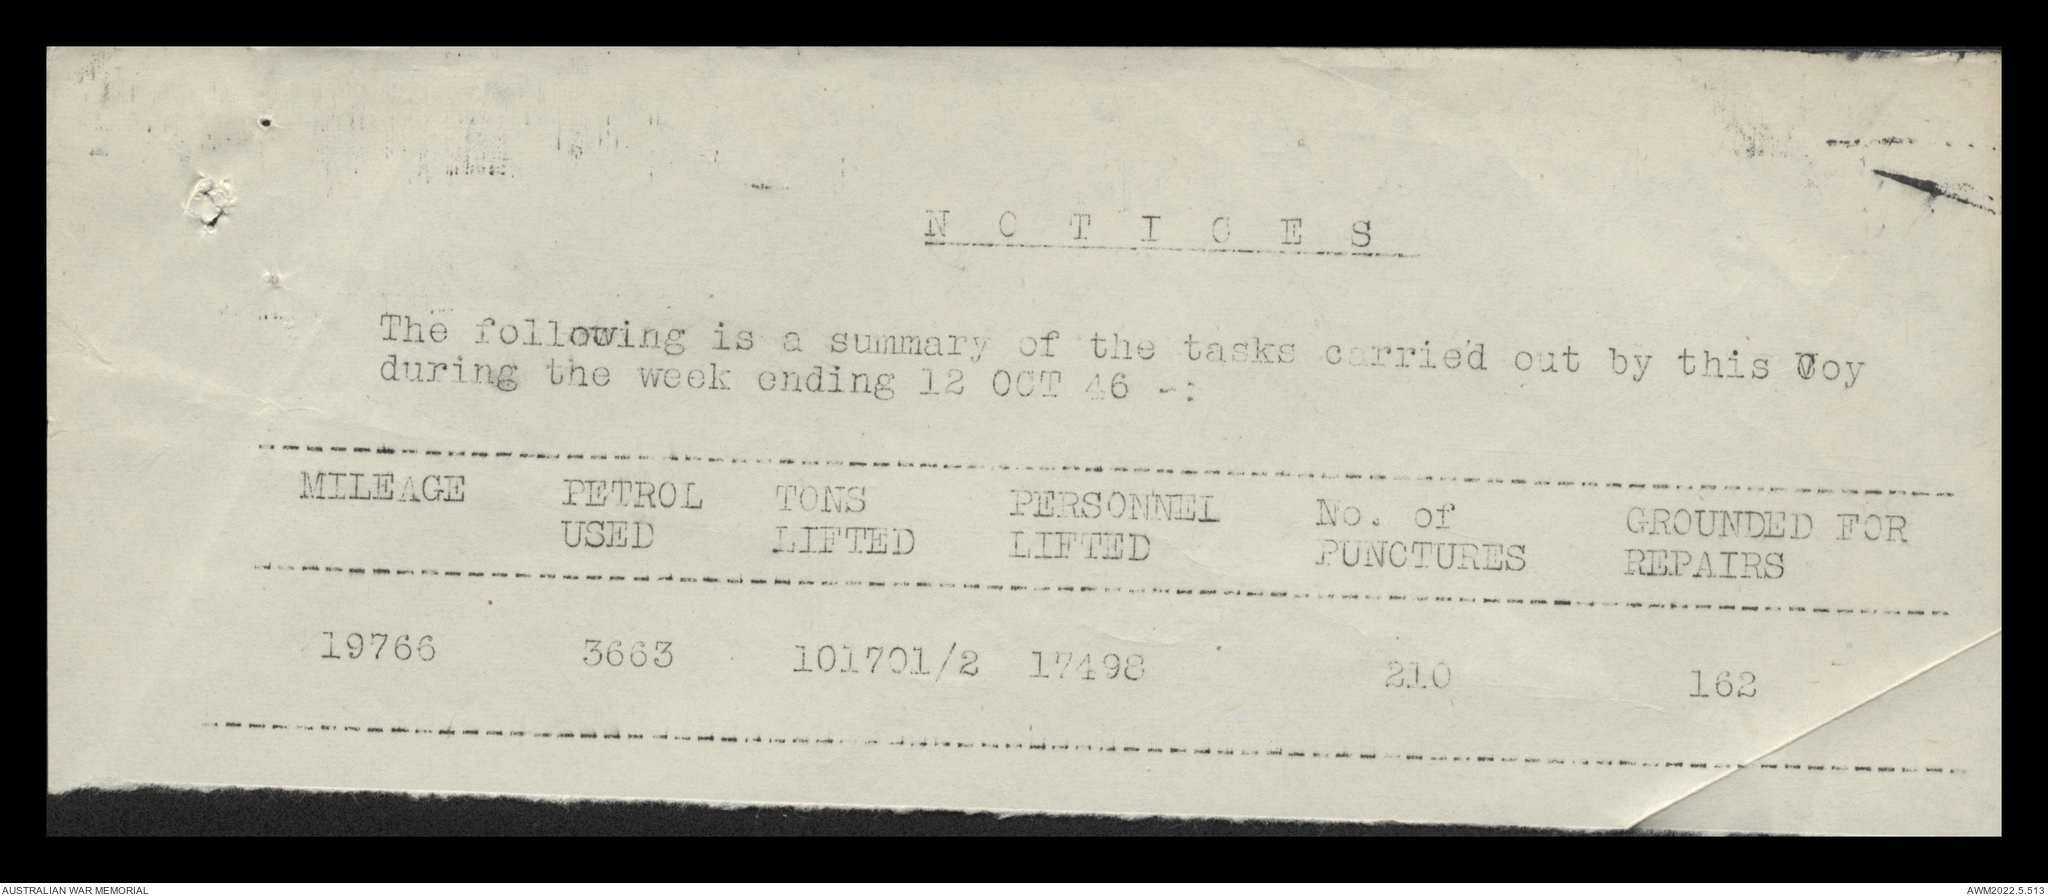 N O T I C E S
The following is a summary of the tasks carried out by this Coy
during the week ending 12 OCT 46 -:
MILEAGE PETROL USED TONS LIFTED PERSONNEL LIFTED No. of PUNCTURES GROUNDED FOR REPAIRS
19766 3663 101701/2 17498 210 162
AUSTRALIAN WAR MEMORIAL
AWM2022.5.513